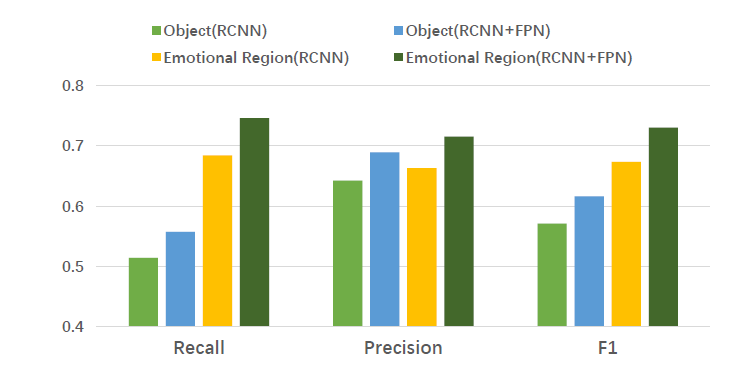 Object(RCNN) Object(RCNN+FPN)
Emotional Region(RCNN) Emotional Region(RCNN+FPN)
0.8
0.7
0.6
0.5
0.4
Recall Precision F1